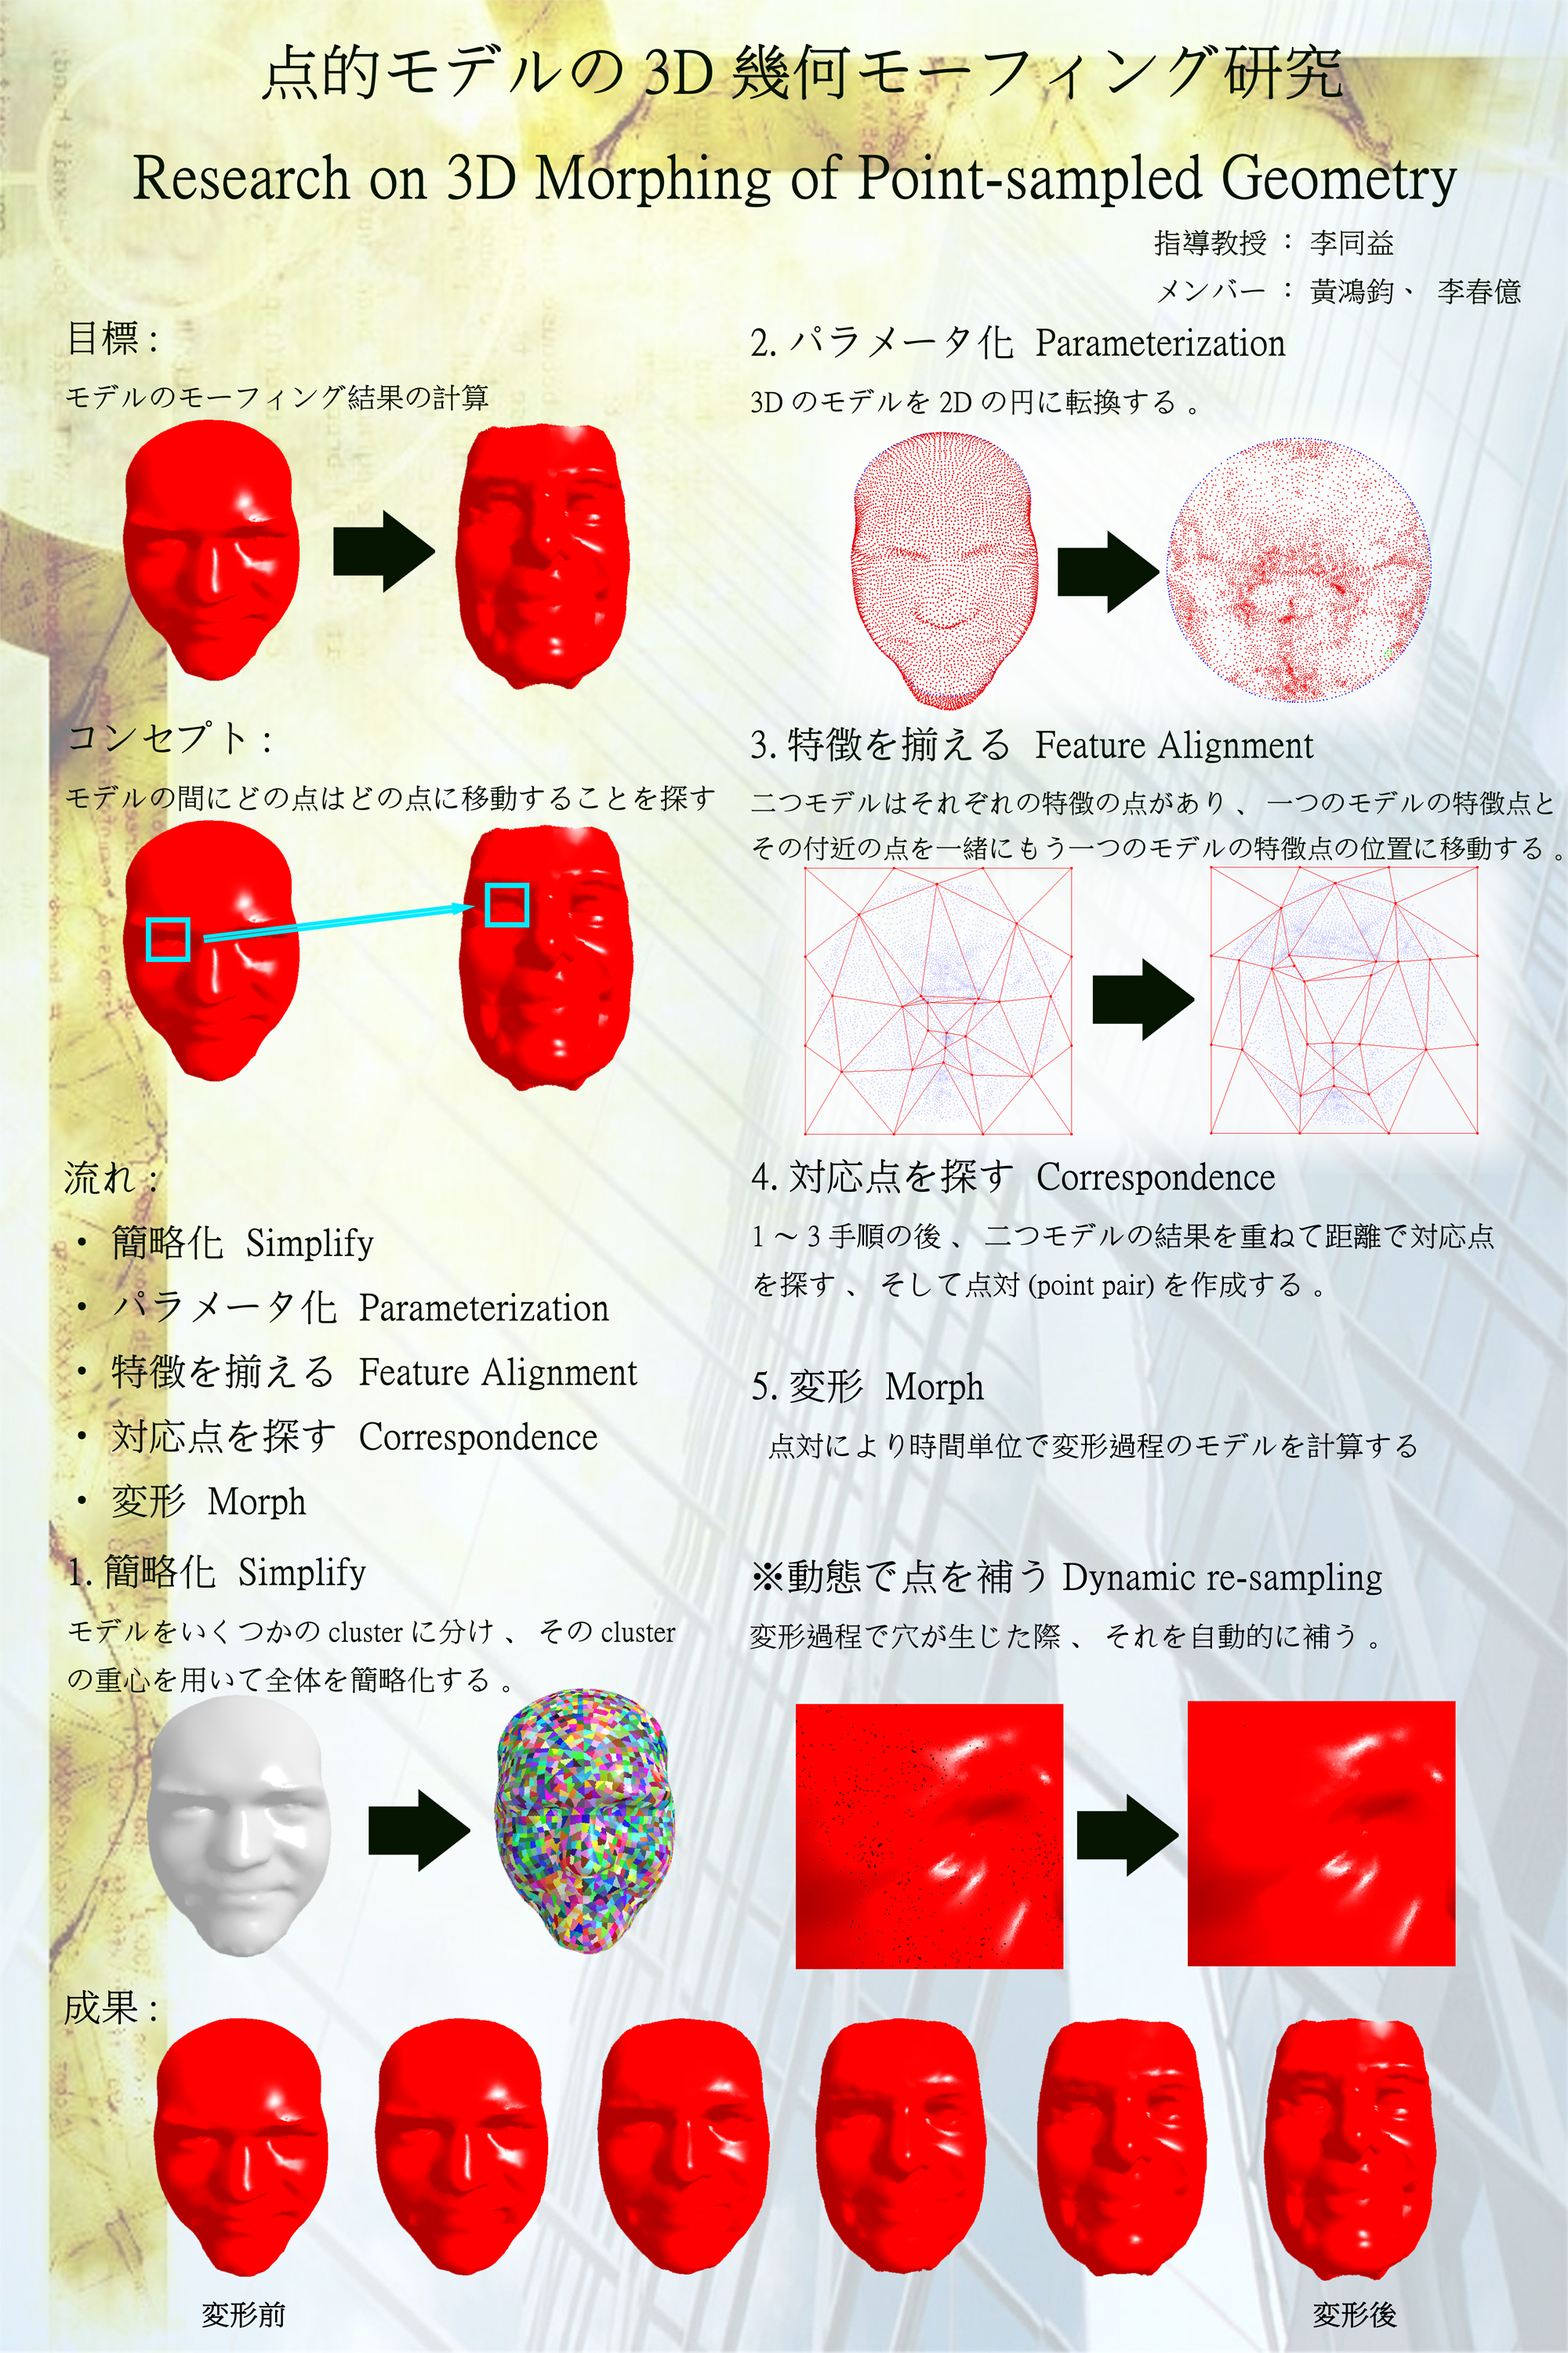 点的モデルの 3D 幾何モーフィング研究
Research on 3D Morphing of Point-sampled Geometry
指導教授 ： 李同益
メンバー ： 黃鴻鈞、 李春億
目標 :
モデルのモーフィング結果の計算
コンセプト :
モデルの間にどの点はどの点に移動することを探す
流れ :
・ 簡略化 Simplify
・ パラメータ化 Parameterization
・ 特徴を揃える Feature Alignment
・ 対応点を探す Correspondence
・ 変形 Morph
1. 簡略化 Simplify
モデルをいくつかの cluster に分け 、 その cluster
の重心を用いて全体を簡略化する 。
2. パラメータ化 Parameterization
3D のモデルを 2D の円に転換する 。
3. 特徴を揃える Feature Alignment
二つモデルはそれぞれの特徴の点があり 、 一つのモデルの特徴点と
その付近の点を一緒にもう一つのモデルの特徴点の位置に移動する 。
4. 対応点を探す Correspondence
1 ～ 3 手順の後 、 二つモデルの結果を重ねて距離で対応点
を探す 、 そして点対 (point pair) を作成する 。
5. 変形 Morph
点対により時間単位で変形過程のモデルを計算する
※動態で点を補う Dynamic re-sampling
変形過程で穴が生じた際 、 それを自動的に補う 。
成果 :
変形前
変形後